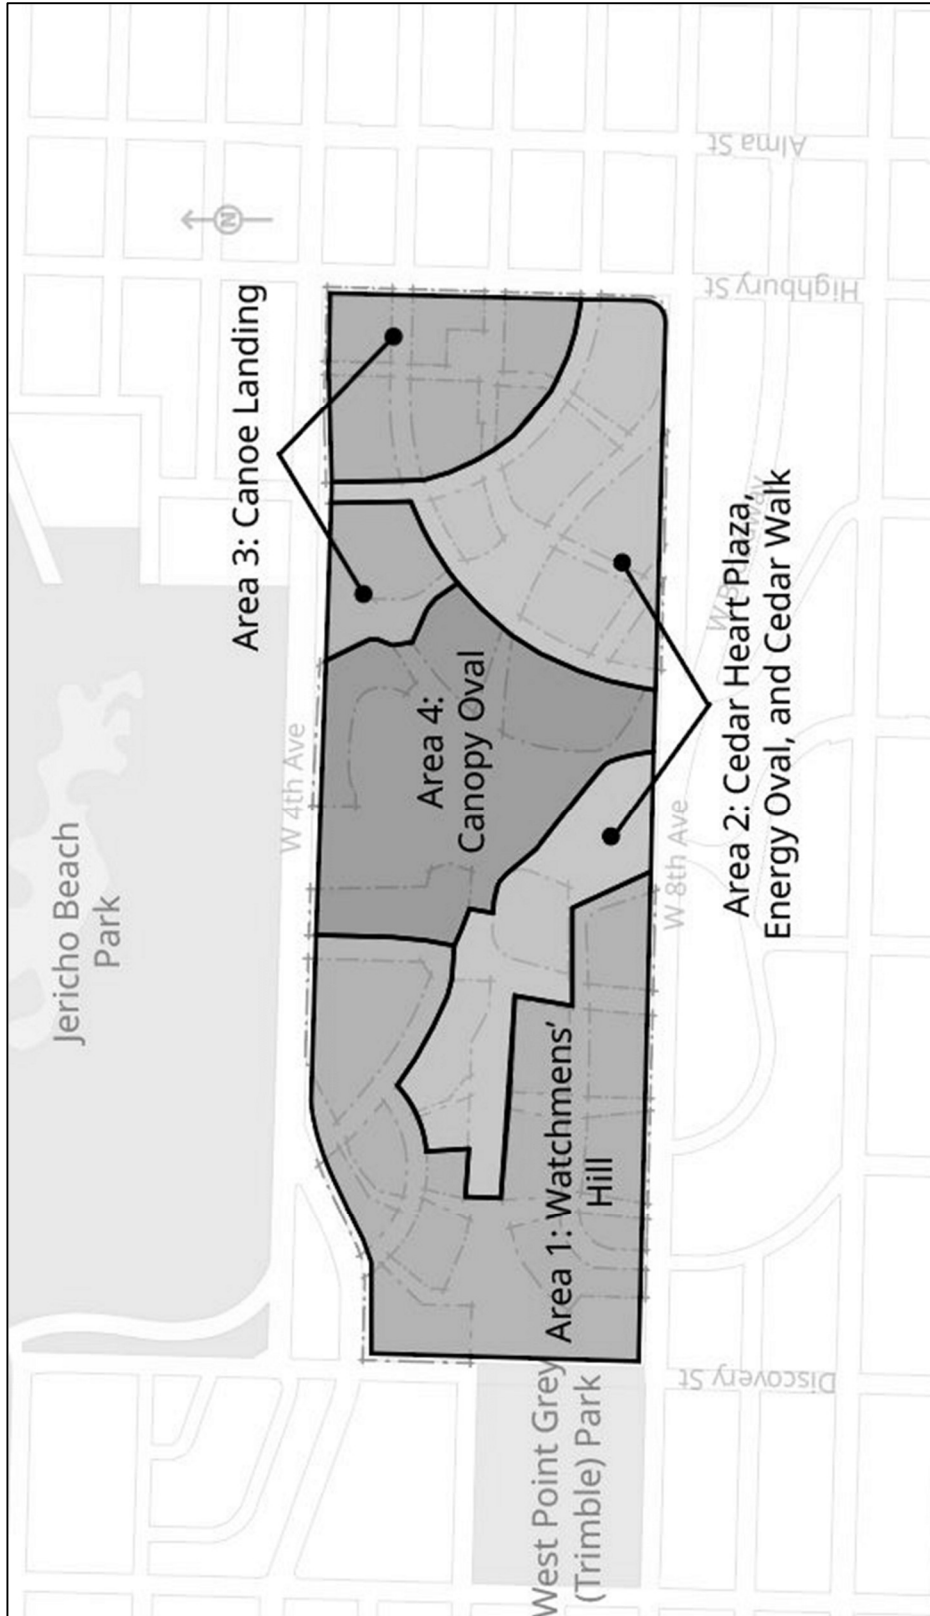 Jericho Beach
Park
W 4th Ave
Area 3: Canoe Landing
N
Alma St
Highbury St
Area 4:
Canopy Oval
Area 1: Watchmens’
Hill
West Point Grey
(Trimble) Park
Discovery St
W 8th Ave
W Broadway
Area 2: Cedar Heart Plaza,
Energy Oval, and Cedar Walk